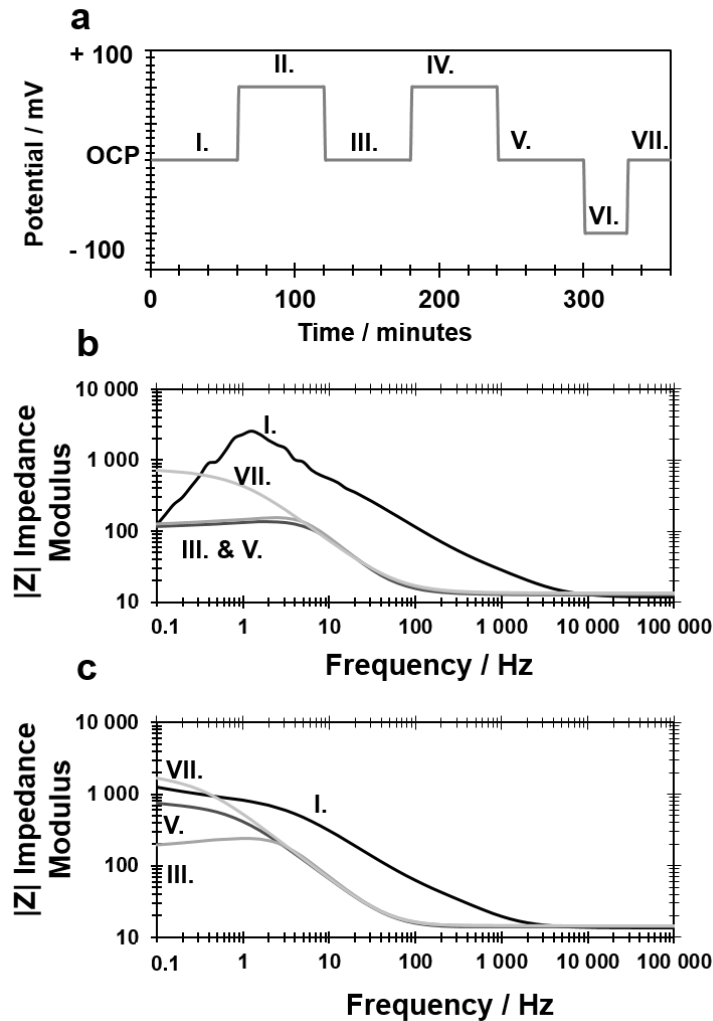 a
+ 100
II.
IV.
I.
III.
V.
VII.
OCP
VI.
- 100
Potential / mV
0
100
200
300
Time / minutes
b
10 000
1 000
100
10
|Z| Impedance
Modulus
I.
VII.
III. & V.
0.1
1
10
100
1 000
10 000
100 000
Frequency / Hz
c
10 000
1 000
100
10
|Z| Impedance
Modulus
VII.
I.
V.
III.
0.1
1
10
100
1 000
10 000
100 000
Frequency / Hz